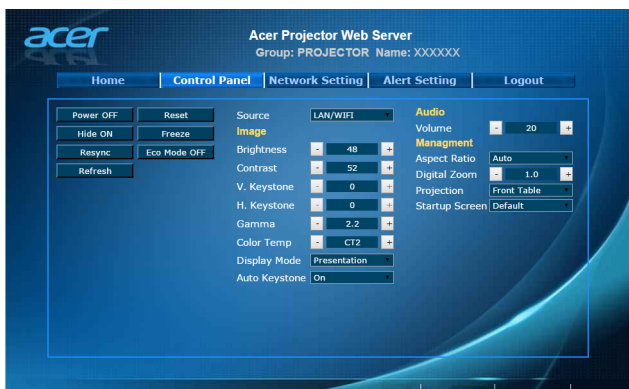 acer
Acer Projector Web Server
Group: PROJECTOR Name: XXXXXX
Home Control Panel Network Setting Alert Setting Logout
Power OFF Reset
Hide ON Freeze
Resync Eco Mode OFF
Refresh
Source LAN/WIFI
Image
Brightness - 48 +
Contrast - 52 +
V. Keystone - 0 +
H. Keystone - 0 +
Gamma - 2.2 +
Color Temp - CT2 +
Display Mode Presentation
Auto Keystone On
Audio
Volume - 20 +
Managment
Aspect Ratio Auto
Digital Zoom - 1.0 +
Projection Front Table
Startup Screen Default